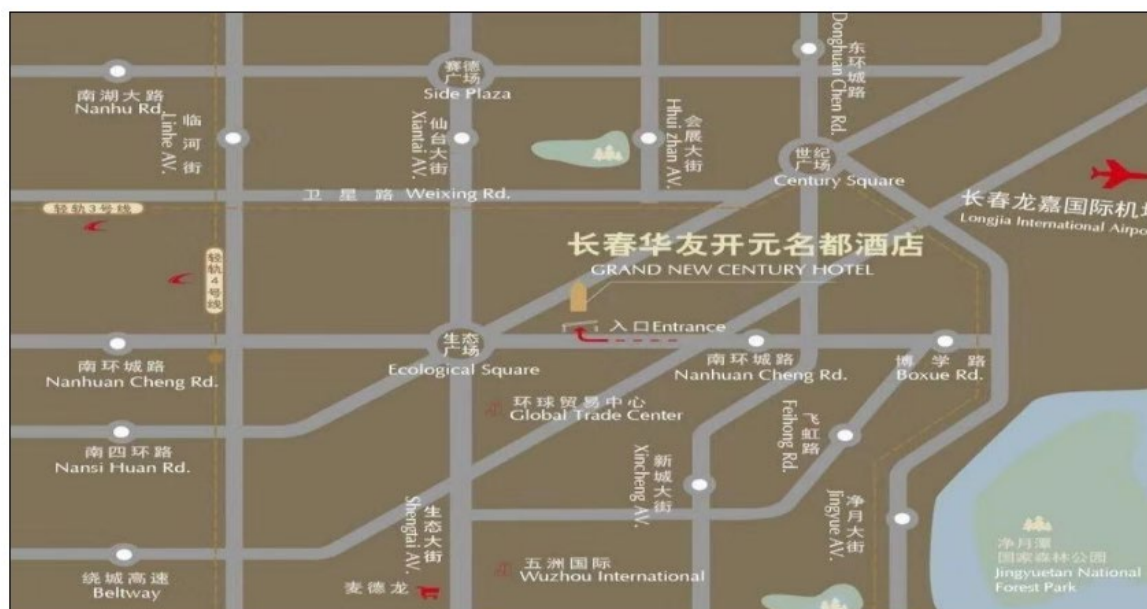 赛德
广场
Side Plaza
南湖大路
Nanhu Rd.
临河街
Linhe AV.
仙台大街
Xiantai AV.
会展大街
Hhui zhan AV.
东环城路
Donghuan Chen Rd.
世纪
广场
Century Square
卫星路 Weixing Rd.
轻轨3号线
轻轨4号线
长春龙嘉国际机场
Longjia International Airpo
长春华友开元名都酒店
GRAND NEW CENTURY HOTEL
入口Entrance
生态
广场
Ecological Square
南环城路
Nanhuan Cheng Rd.
南环城路
Nanhuan Cheng Rd.
博学路
Boxue Rd.
环球贸易中心
Global Trade Center
飞虹路
Feihong Rd.
南四环路
Nansi Huan Rd.
新城大街
Xincheng AV.
生态大街
Shengtai AV.
净月大街
Jingyue AV.
净月潭
国家森林公园
Jingyuetan National
Forest Park
五洲国际
Wuzhou International
绕城高速
Beltway
麦德龙